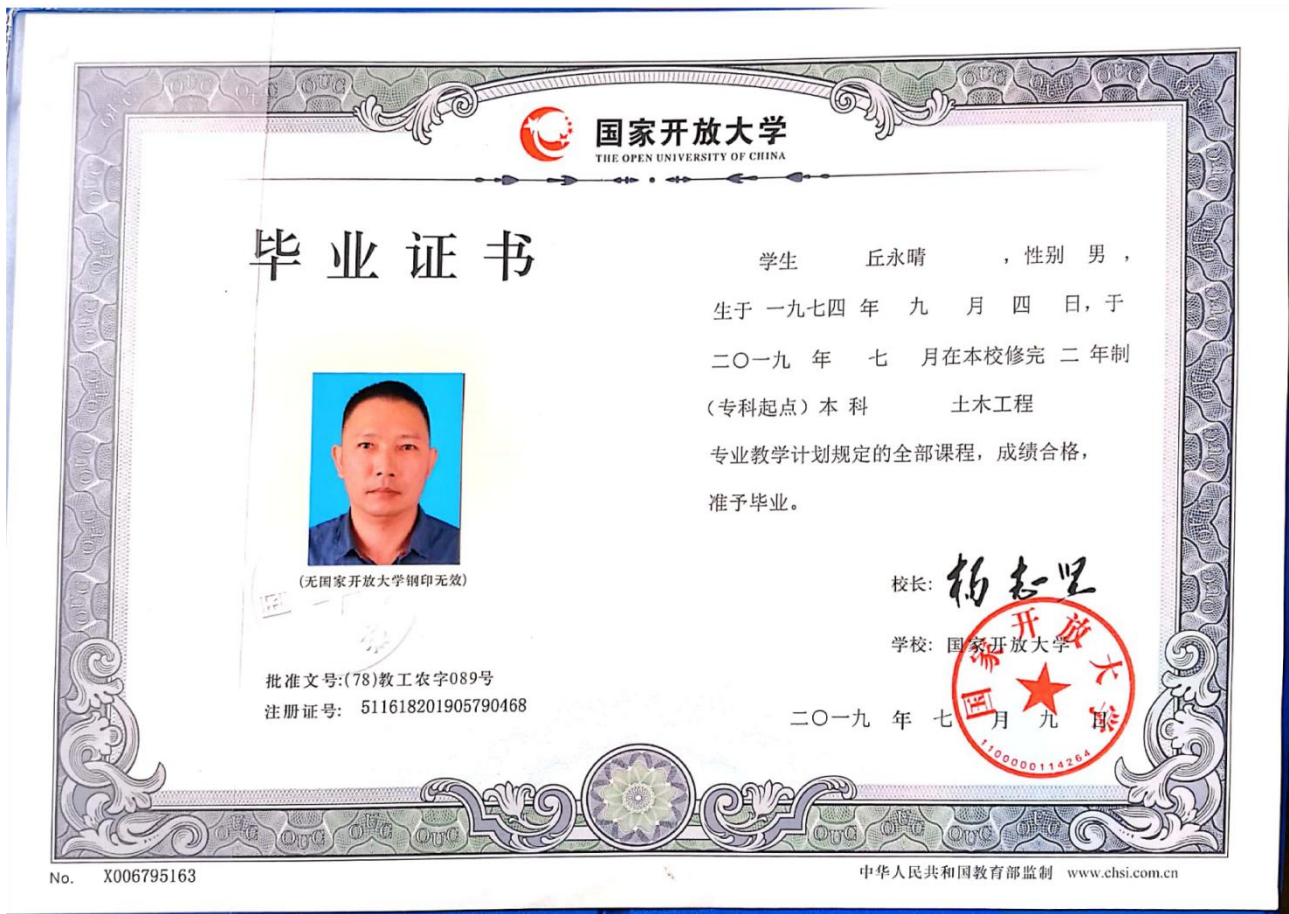 国家开放大学
THE OPEN UNIVERSITY OF CHINA
毕业证书
(无国家开放大学钢印无效)
批准文号:(78)教工农字089号
注册证号: 511618201905790468
学生 丘永晴 ,性别 男 ,
生于 一九七四 年 九 月 四 日,于
二〇一九 年 七 月在本校修完 二 年制
(专科起点)本 科 土木工程
专业教学计划规定的全部课程,成绩合格,
准予毕业。
校长:
学校: 国家开放大学
二〇一九 年 七 月 九 日
国家开放大学
1100000114264
No. X006795163
中华人民共和国教育部监制 www.chsi.com.cn